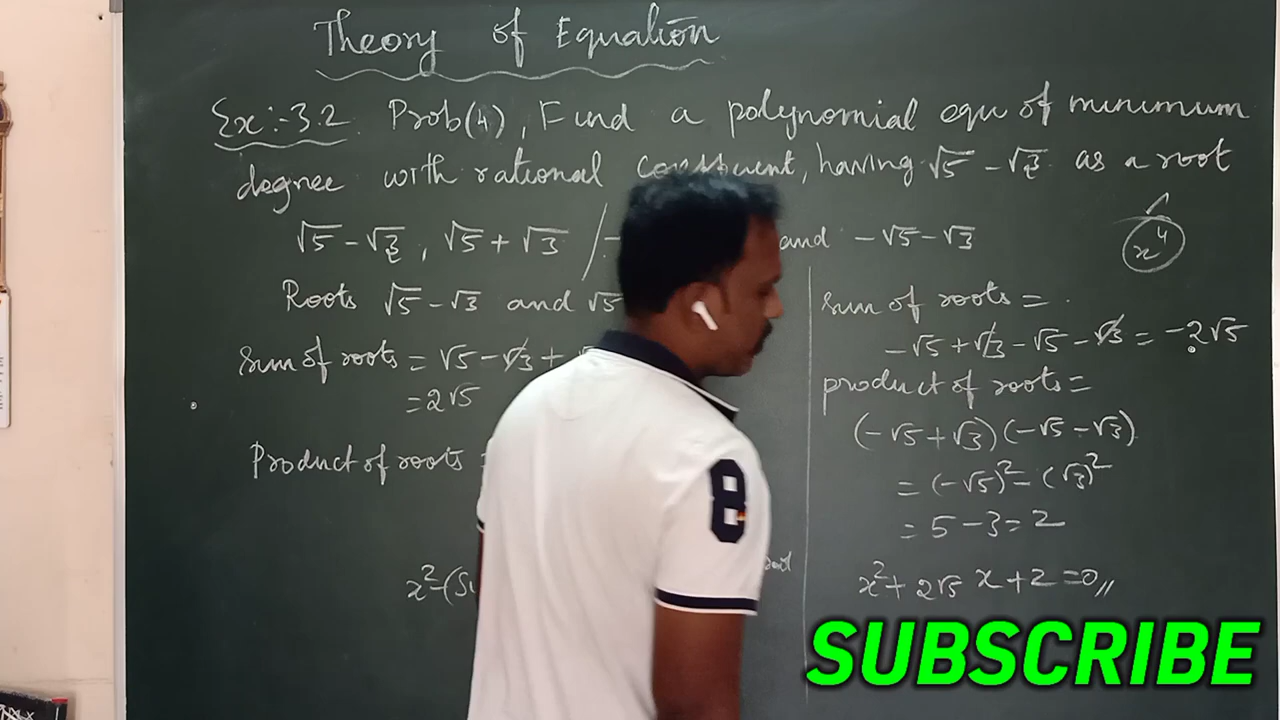 Theory of Equation
Ex:-3.2. Prob(4), Find a polynomial equ of minimum
degree with rational coefficient, having √5 - √3 as a root
√5 - √3, √5 + √3 / - and -√5 - √3
x⁴
Roots √5 - √3 and √5
sum of roots = √5 - √3 +
= 2√5
Product of roots =
x² - (Su
sum of roots =
-√5 + √3 - √5 - √3 = -2√5
product of roots =
(-√5 + √3)(-√5 - √3)
= (-√5)² - (√3)²
= 5 - 3 = 2
x² + 2√5 x + 2 = 0,,
8
SUBSCRIBE